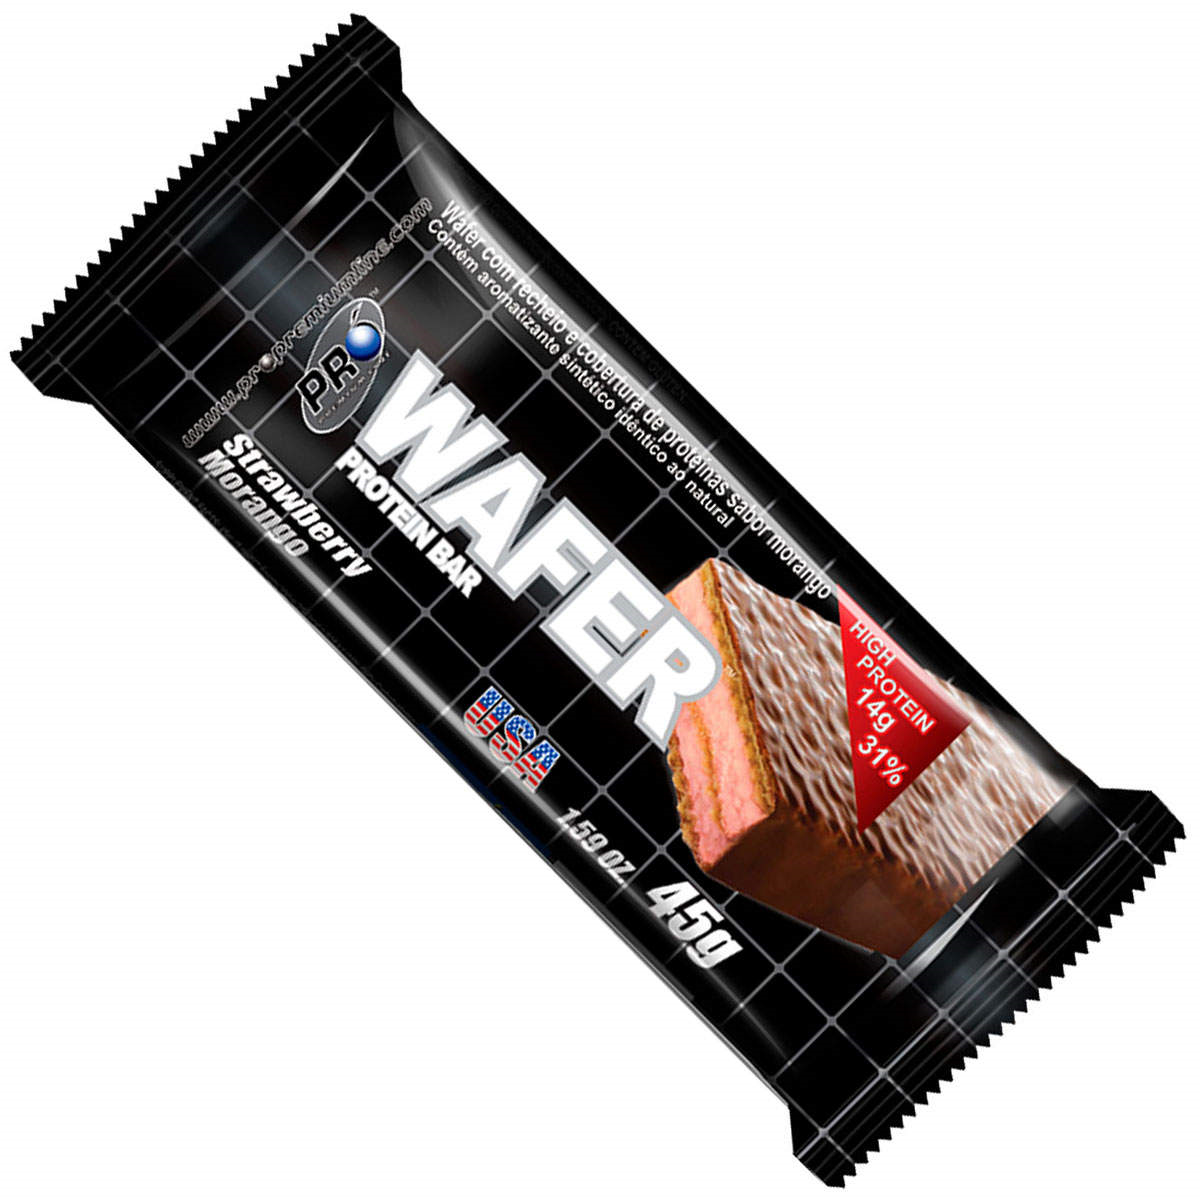 Wafer com recheio e cobertura de proteínas sabor morango
Contém aromatizante sintético idêntico ao natural
www.propremiumline.com
PRO
WAFER
PROTEIN BAR
Strawberry
Morango
HIGH
PROTEIN
14g
31%
USA
1.59 OZ
45g